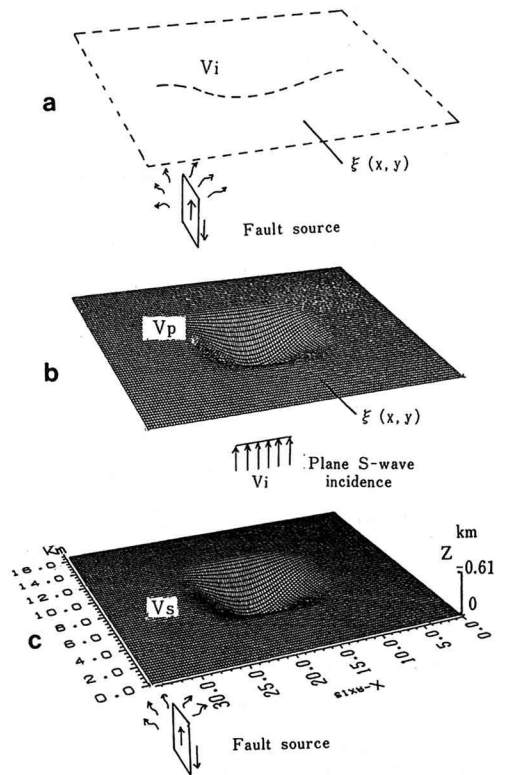 Vi
a
ξ (x, y)
Fault source
Vp
b
ξ (x, y)
Plane S-wave
incidence
Vi
km
Z
0.61
0
Km
16.0
14.0
12.0
10.0
8.0
6.0
4.0
2.0
0.0
Vs
c
30.0
25.0
20.0
15.0
10.0
5.0
0.0
X-AXIS
Fault source